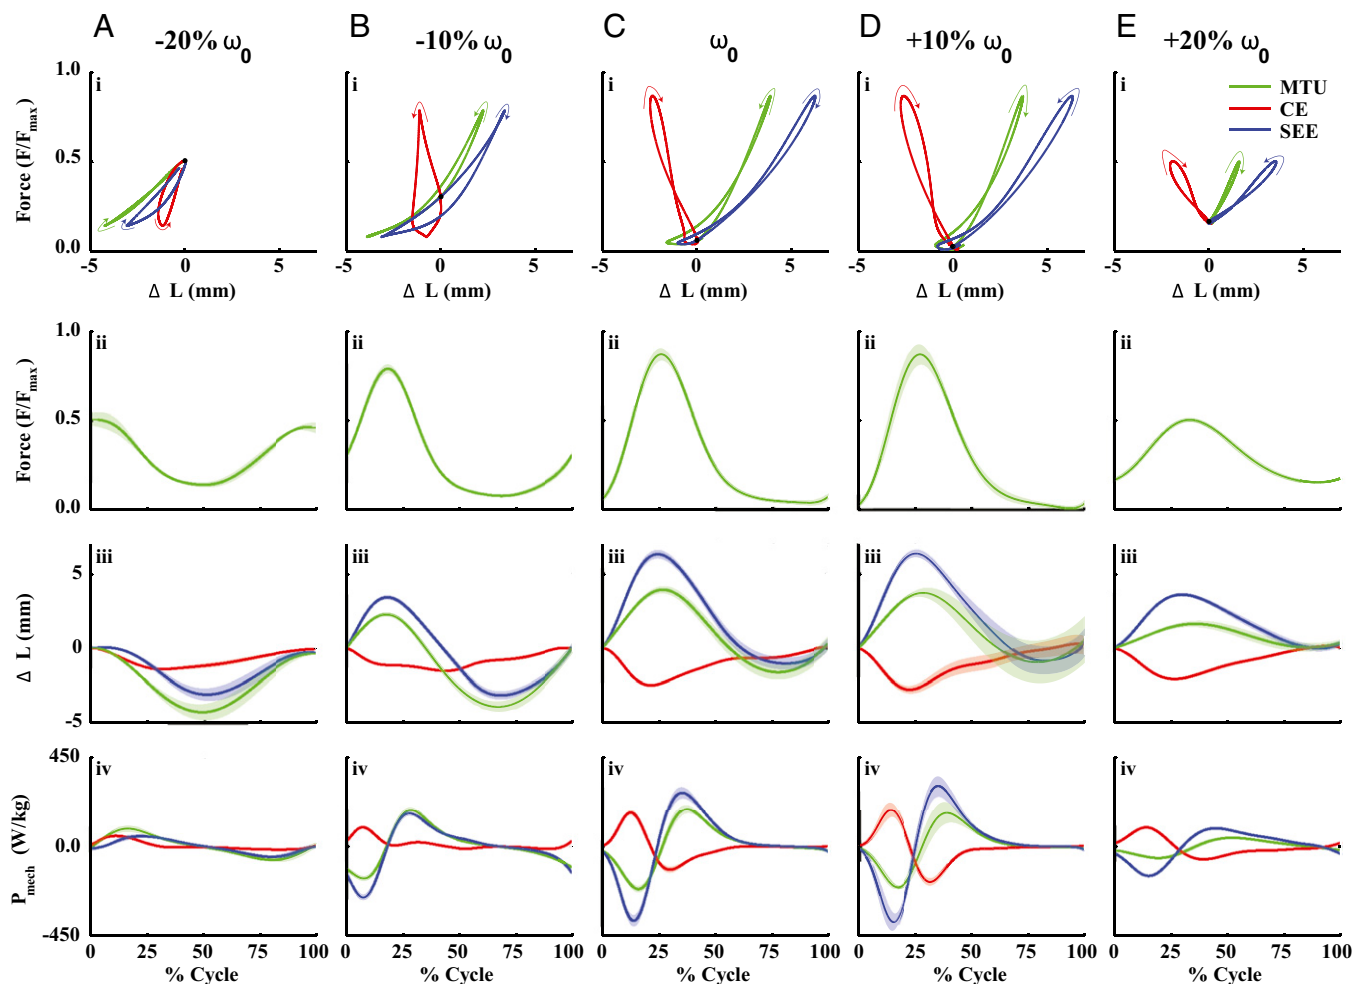 A B C D E
-20% ω0 -10% ω0 ω0 +10% ω0 +20% ω0
1.0 i i i i i
MTU
CE
SEE
Force (F/Fmax)
0.5
0.0
-5 0 5 -5 0 5 -5 0 5 -5 0 5 -5 0 5
Δ L (mm) Δ L (mm) Δ L (mm) Δ L (mm) Δ L (mm)
1.0 ii ii ii ii ii
Force (F/Fmax)
0.5
0.0
iii iii iii iii iii
5
Δ L (mm)
0
-5
450 iv iv iv iv iv
Pmech (W/kg)
0.0
-450
0 25 50 75 100 0 25 50 75 100 0 25 50 75 100 0 25 50 75 100 0 25 50 75 100
% Cycle % Cycle % Cycle % Cycle % Cycle